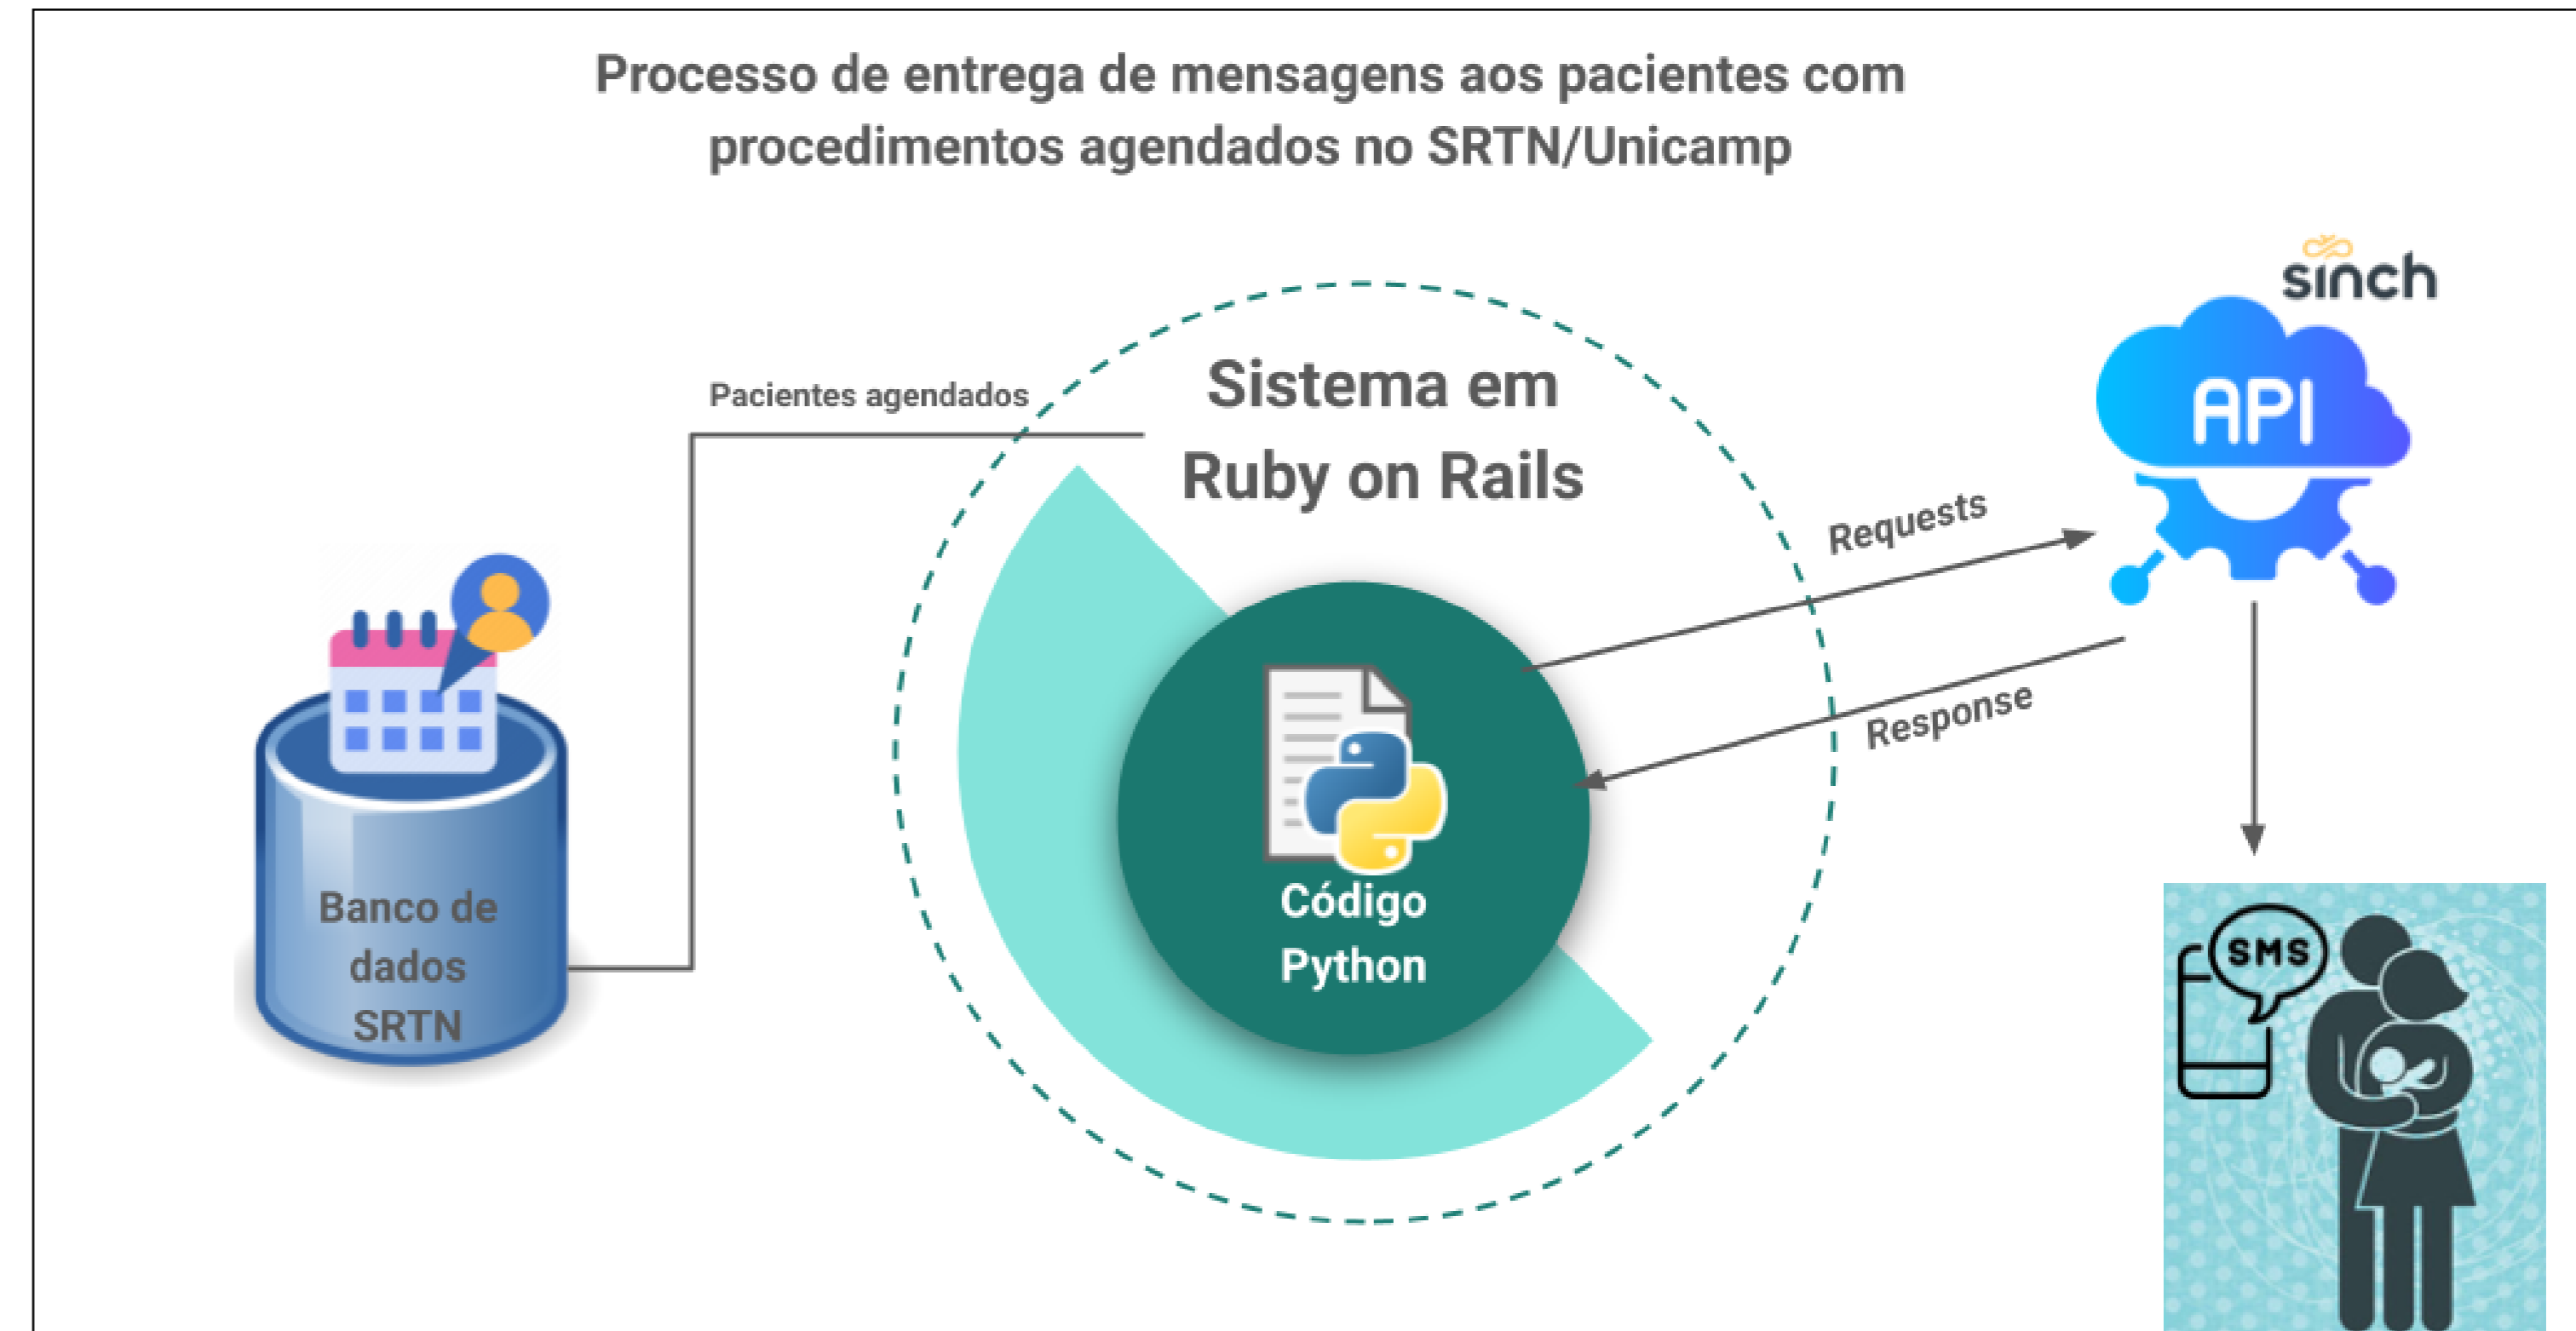 Processo de entrega de mensagens aos pacientes com
procedimentos agendados no SRTN/Unicamp
sinch
API
Pacientes agendados
Sistema em
Ruby on Rails
Requests
Response
Código
Python
Banco de
dados
SRTN
SMS